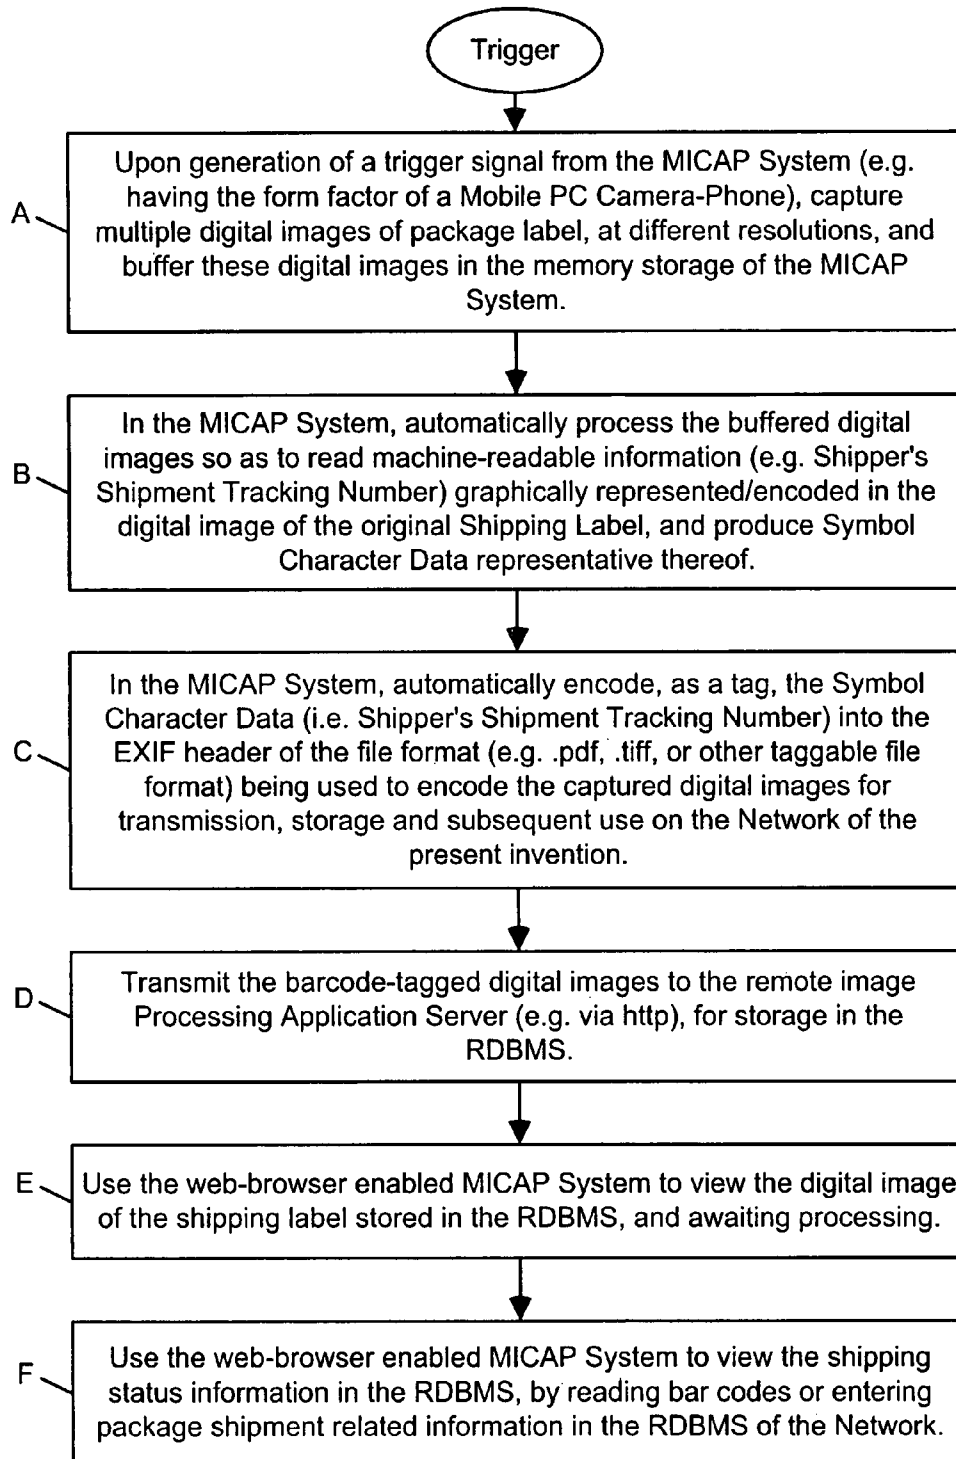 Trigger
A
Upon generation of a trigger signal from the MICAP System (e.g.
having the form factor of a Mobile PC Camera-Phone), capture
multiple digital images of package label, at different resolutions, and
buffer these digital images in the memory storage of the MICAP
System.
B
In the MICAP System, automatically process the buffered digital
images so as to read machine-readable information (e.g. Shipper's
Shipment Tracking Number) graphically represented/encoded in the
digital image of the original Shipping Label, and produce Symbol
Character Data representative thereof.
C
In the MICAP System, automatically encode, as a tag, the Symbol
Character Data (i.e. Shipper's Shipment Tracking Number) into the
EXIF header of the file format (e.g. .pdf, .tiff, or other taggable file
format) being used to encode the captured digital images for
transmission, storage and subsequent use on the Network of the
present invention.
D
Transmit the barcode-tagged digital images to the remote image
Processing Application Server (e.g. via http), for storage in the
RDBMS.
E
Use the web-browser enabled MICAP System to view the digital image
of the shipping label stored in the RDBMS, and awaiting processing.
F
Use the web-browser enabled MICAP System to view the shipping
status information in the RDBMS, by reading bar codes or entering
package shipment related information in the RDBMS of the Network.